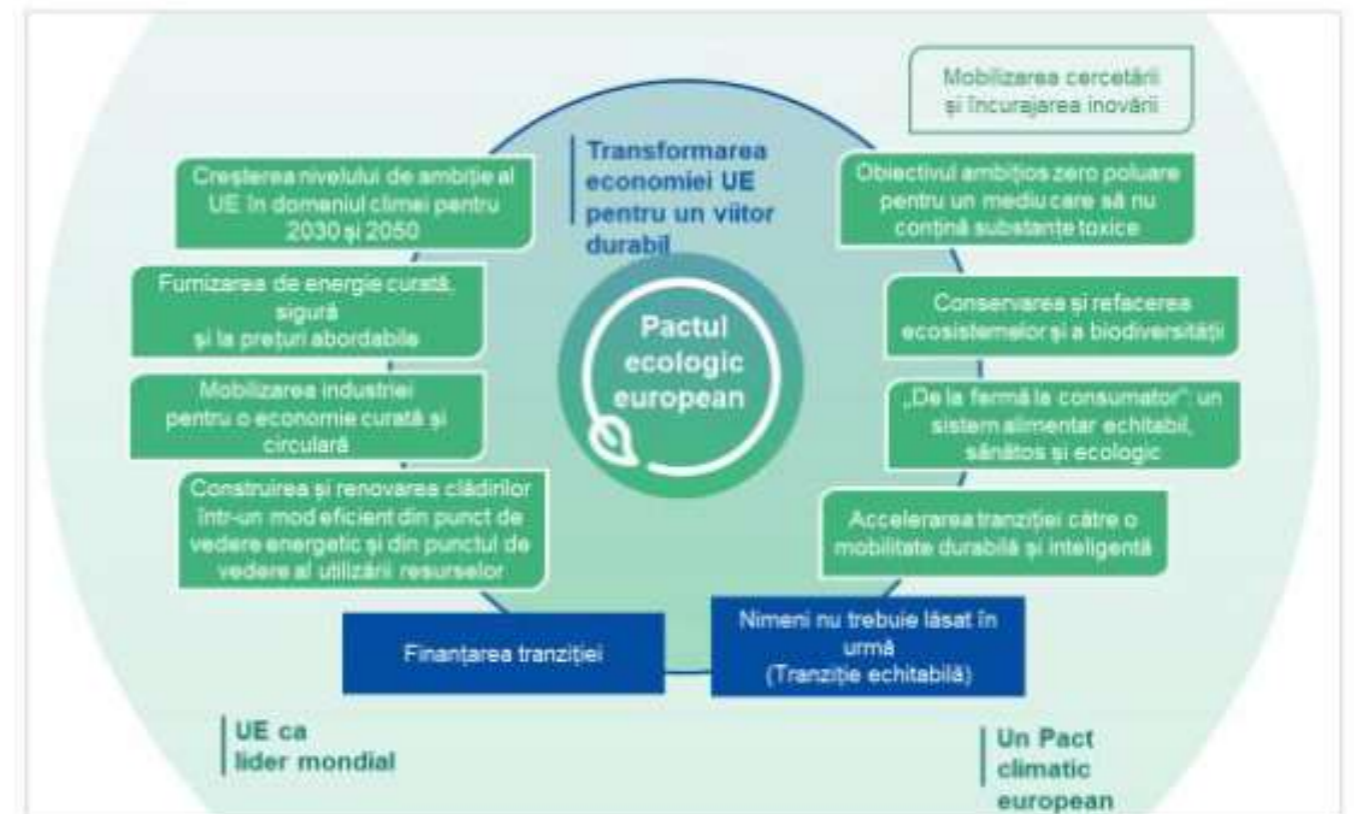 Mobilizarea cercetării
și încurajarea inovării
Transformarea
economiei UE
pentru un viitor
durabil
Creșterea nivelului de ambiție al
UE în domeniul climei pentru
2030 și 2050
Obiectivul ambițios zero poluare
pentru un mediu care să nu
conțină substanțe toxice
Furnizarea de energie curată,
sigură
și la prețuri abordabile
Conservarea și refacerea
ecosistemelor și a biodiversității
Pactul
ecologic
european
Mobilizarea industriei
pentru o economie curată și
circulară
„De la fermă la consumator”: un
sistem alimentar echitabil,
sănătos și ecologic
Construirea și renovarea clădirilor
într-un mod eficient din punct de
vedere energetic și din punctul de
vedere al utilizării resurselor
Accelerarea tranziției către o
mobilitate durabilă și inteligentă
Finanțarea tranziției
Nimeni nu trebuie lăsat în
urmă
(Tranziție echitabilă)
UE ca
lider mondial
Un Pact
climatic
european